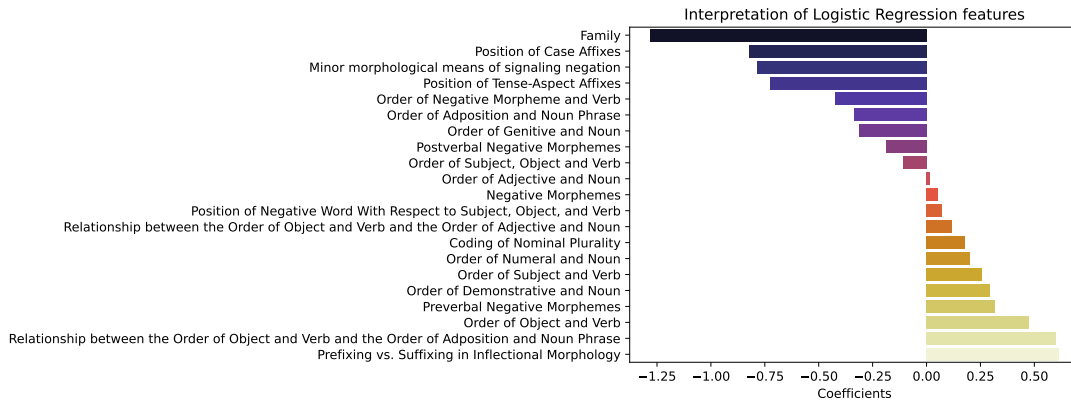 Interpretation of Logistic Regression features
Family
Position of Case Affixes
Minor morphological means of signaling negation
Position of Tense-Aspect Affixes
Order of Negative Morpheme and Verb
Order of Adposition and Noun Phrase
Order of Genitive and Noun
Postverbal Negative Morphemes
Order of Subject, Object and Verb
Order of Adjective and Noun
Negative Morphemes
Position of Negative Word With Respect to Subject, Object, and Verb
Relationship between the Order of Object and Verb and the Order of Adjective and Noun
Coding of Nominal Plurality
Order of Numeral and Noun
Order of Subject and Verb
Order of Demonstrative and Noun
Preverbal Negative Morphemes
Order of Object and Verb
Relationship between the Order of Object and Verb and the Order of Adposition and Noun Phrase
Prefixing vs. Suffixing in Inflectional Morphology
−1.25 −1.00 −0.75 −0.50 −0.25 0.00 0.25 0.50
Coefficients